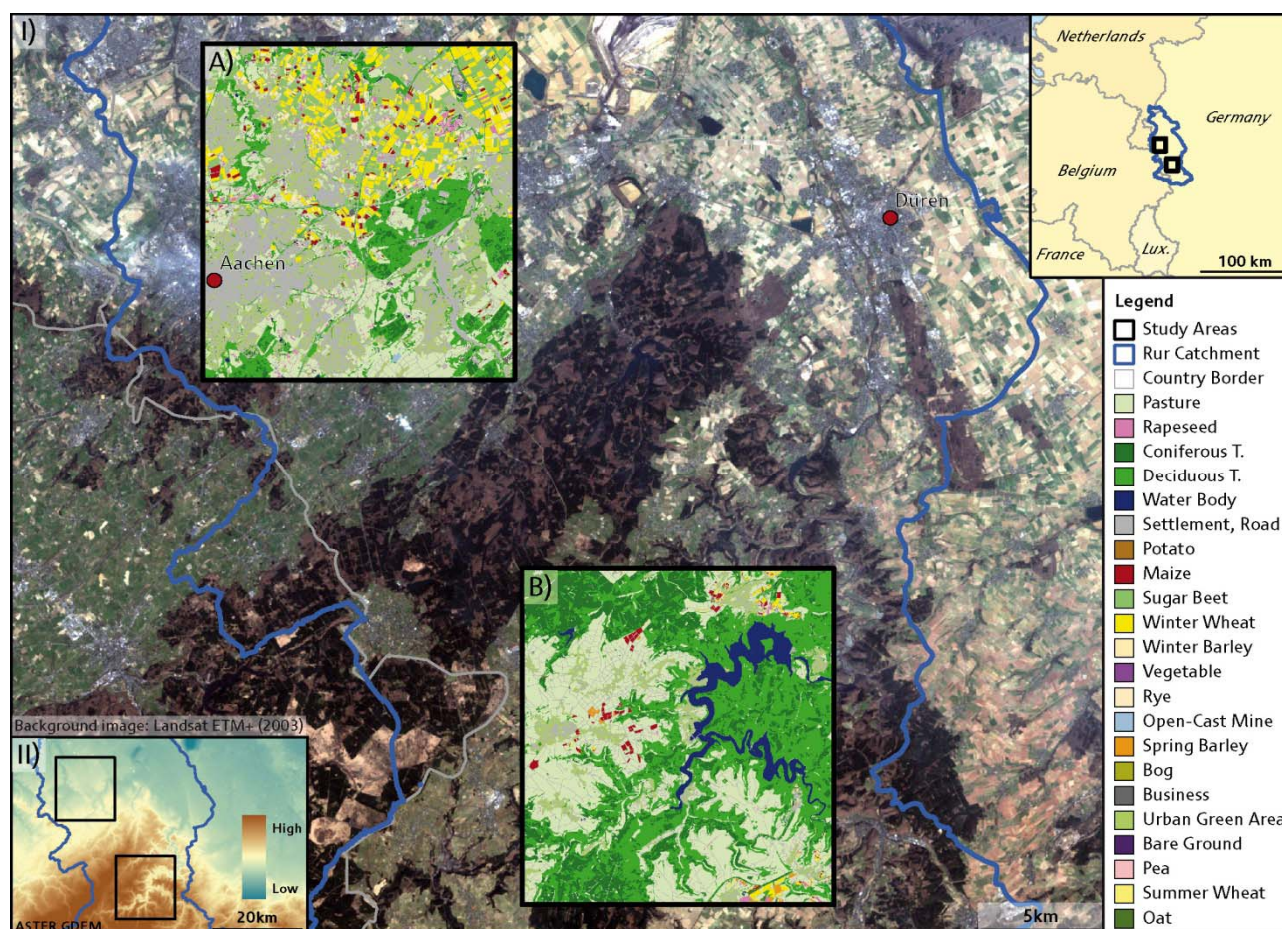 I)
A)
Aachen
Düren
Netherlands
Germany
Belgium
France
Lux.
100 km
Legend
Study Areas
Rur Catchment
Country Border
Pasture
Rapeseed
Coniferous T.
Deciduous T.
Water Body
Settlement, Road
Potato
Maize
Sugar Beet
Winter Wheat
Winter Barley
Vegetable
Rye
Open-Cast Mine
Spring Barley
Bog
Business
Urban Green Area
Bare Ground
Pea
Summer Wheat
Oat
B)
5km
Background image: Landsat ETM+ (2003)
II)
High
Low
20km
ASTER GDEM